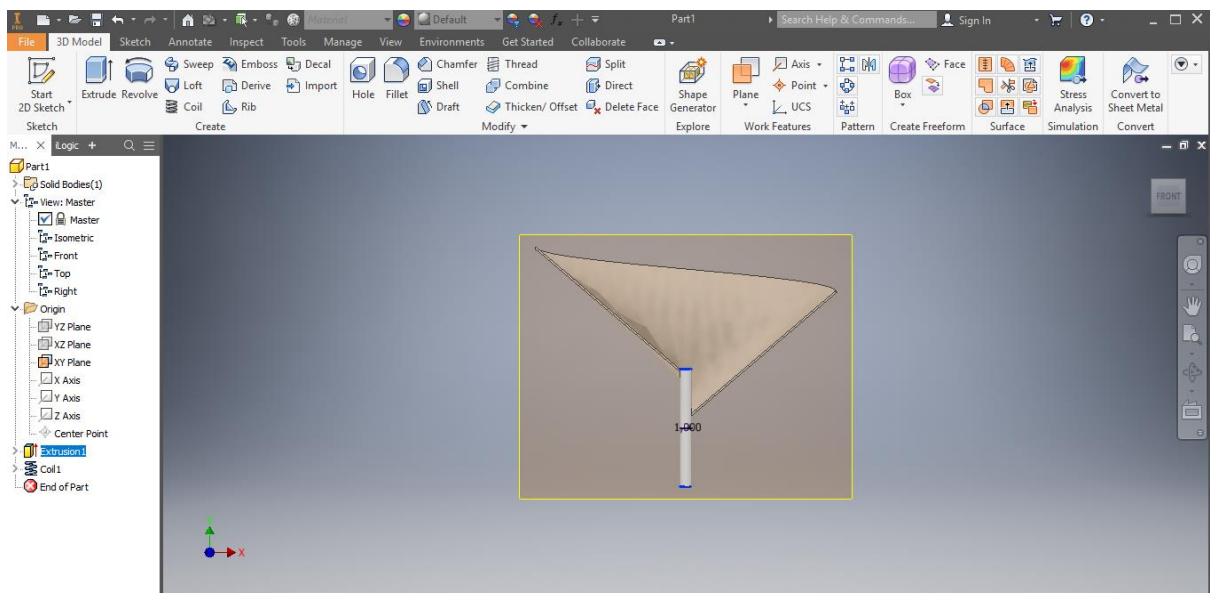 PRO
Material
Default
Part1
Search Help & Commands...
Sign In
File 3D Model Sketch Annotate Inspect Tools Manage View Environments Get Started Collaborate
Start 2D Sketch
Extrude
Revolve
Sweep Emboss Decal
Loft Derive Import
Coil Rib
Hole
Fillet
Chamfer Thread Split
Shell Combine Direct
Draft Thicken/ Offset Delete Face
Shape Generator
Plane
Axis
Point
UCS
Box
Face
Stress Analysis
Convert to Sheet Metal
Sketch Create Modify Explore Work Features Pattern Create Freeform Surface Simulation Convert
M... iLogic +
Part1
Solid Bodies(1)
View: Master
Master
Isometric
Front
Top
Right
Origin
YZ Plane
XZ Plane
XY Plane
X Axis
Y Axis
Z Axis
Center Point
Extrusion1
Coil1
End of Part
FRONT
1,000
X